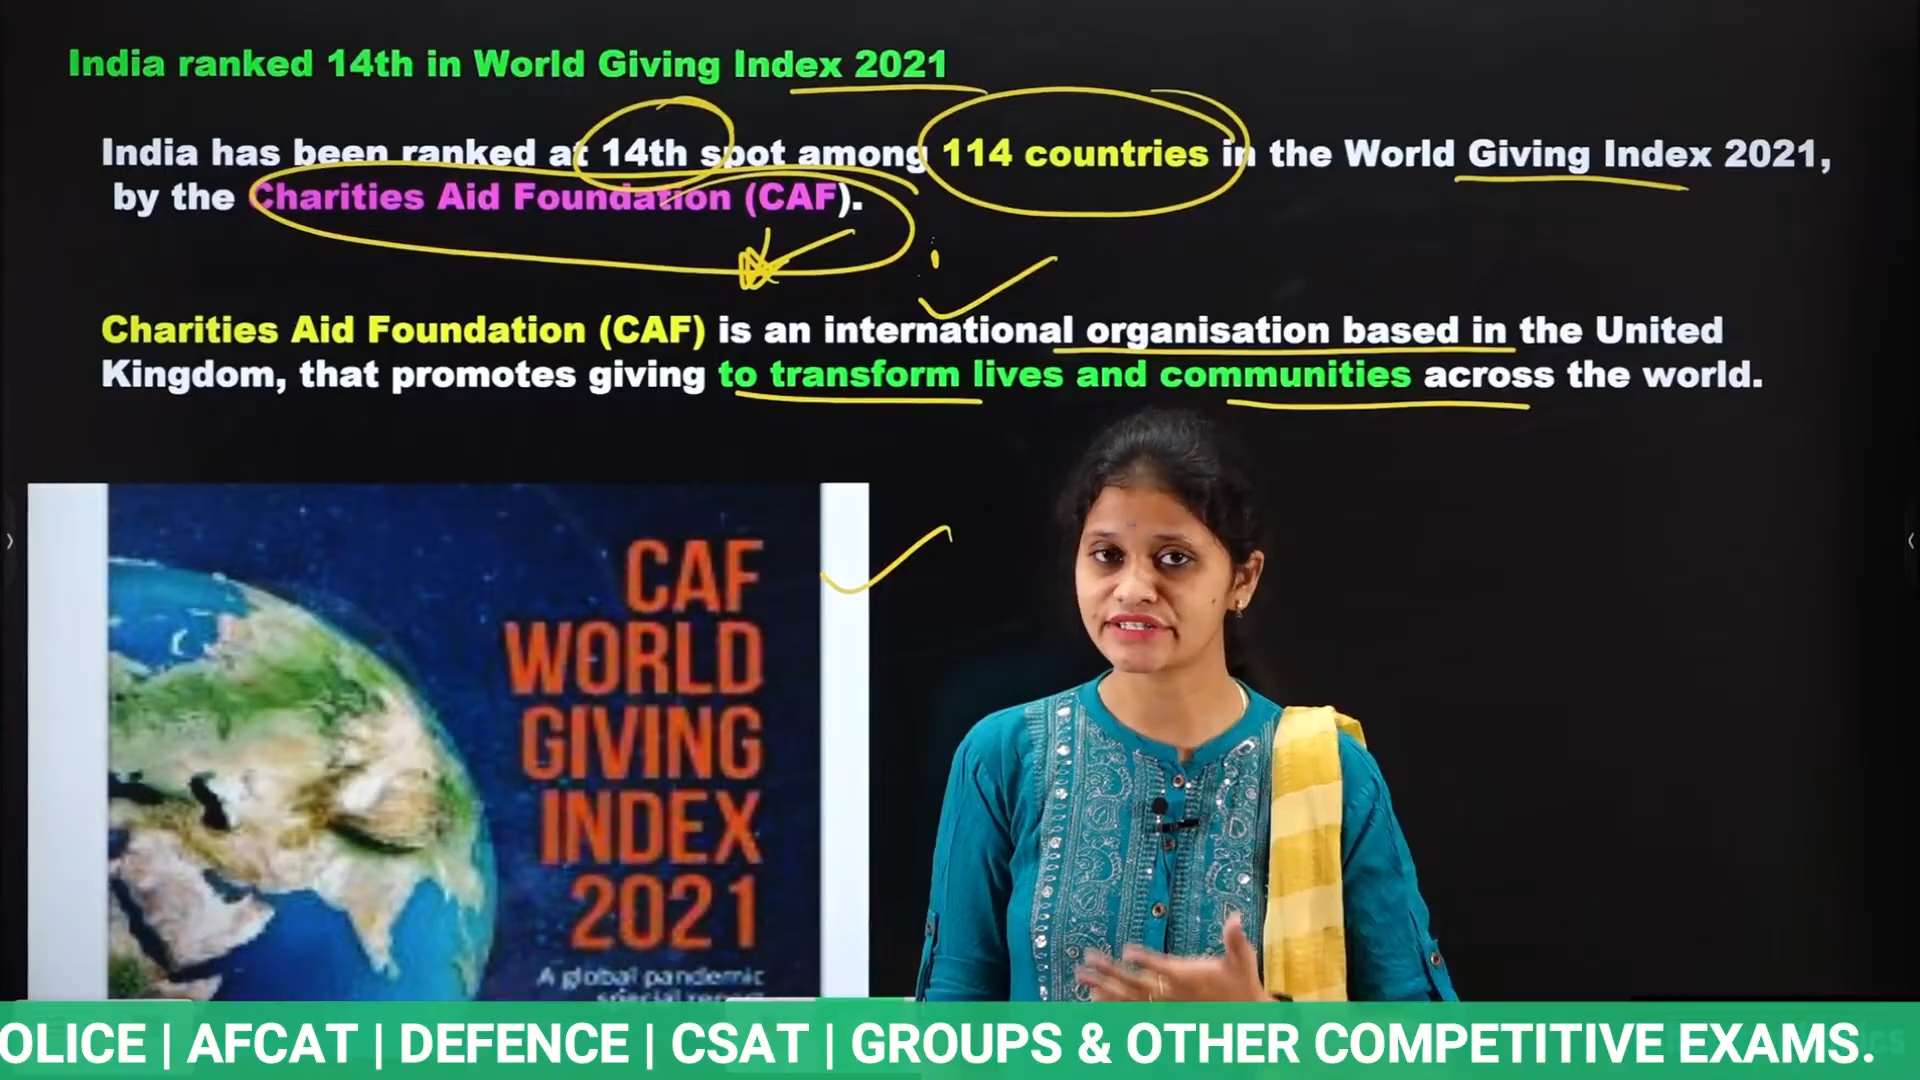 India ranked 14th in World Giving Index 2021
India has been ranked at 14th spot among 114 countries in the World Giving Index 2021,
by the Charities Aid Foundation (CAF).
Charities Aid Foundation (CAF) is an international organisation based in the United
Kingdom, that promotes giving to transform lives and communities across the world.
CAF
WORLD
GIVING
INDEX
2021
A global pandemic
special report
OLICE | AFCAT | DEFENCE | CSAT | GROUPS & OTHER COMPETITIVE EXAMS.